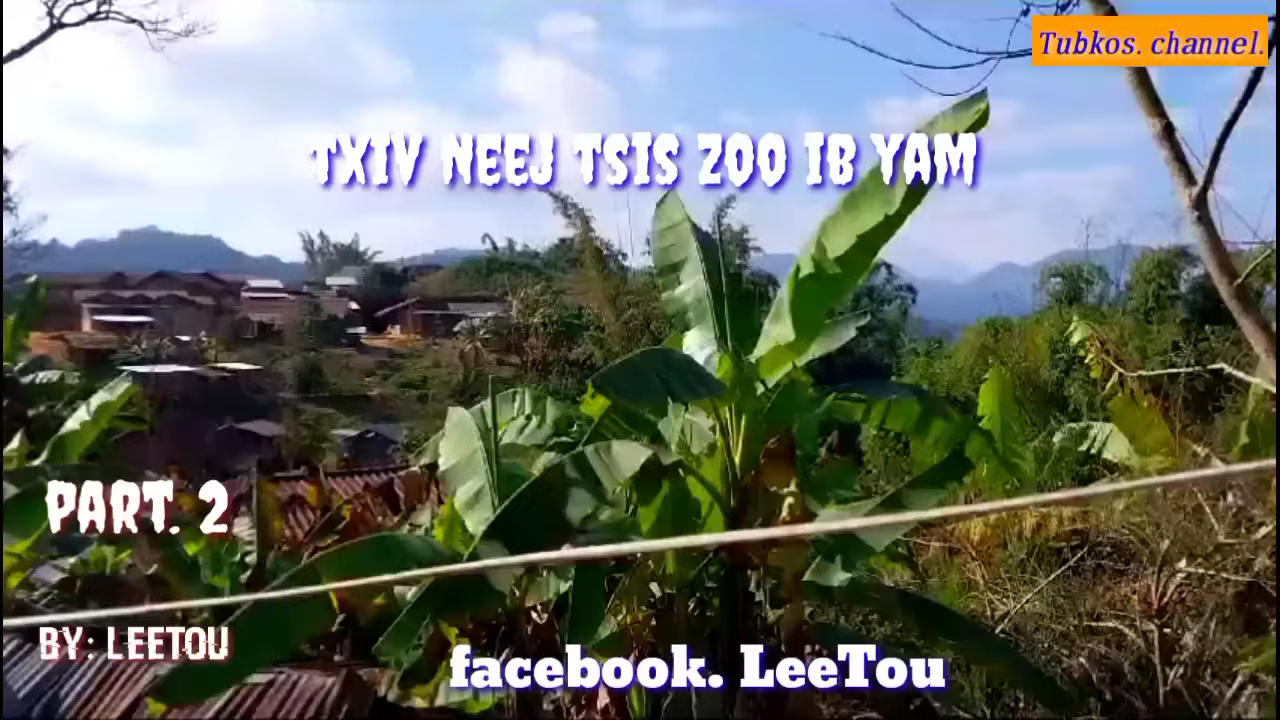 Tubkos. channel.
TXIV NEEJ TSIS ZOO IB YAM
PART. 2
BY: LEETOU
facebook. LeeTou